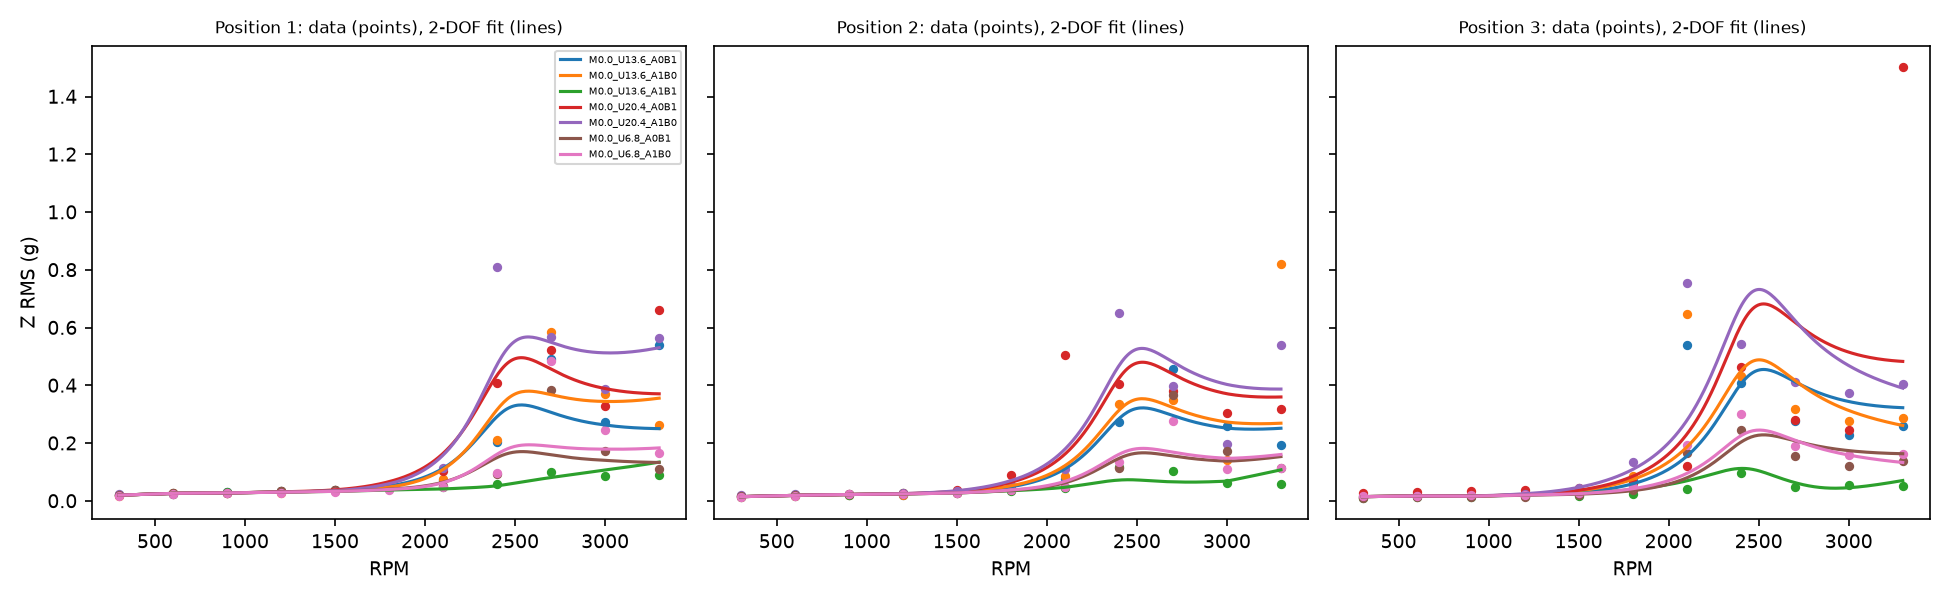 Position 1: data (points), 2-DOF fit (lines)
Position 2: data (points), 2-DOF fit (lines)
Position 3: data (points), 2-DOF fit (lines)
M0.0_U13.6_A0B1
M0.0_U13.6_A1B0
M0.0_U13.6_A1B1
M0.0_U20.4_A0B1
M0.0_U20.4_A1B0
M0.0_U6.8_A0B1
M0.0_U6.8_A1B0
Z RMS (g)
1.4
1.2
1.0
0.8
0.6
0.4
0.2
0.0
500 1000 1500 2000 2500 3000
500 1000 1500 2000 2500 3000
500 1000 1500 2000 2500 3000
RPM
RPM
RPM